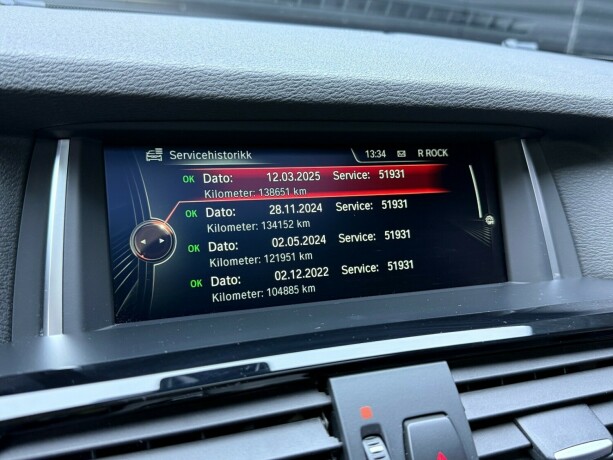 Servicehistorikk 13:34 R ROCK
OK Dato: 12.03.2025 Service: 51931
Kilometer: 138651 km
OK Dato: 28.11.2024 Service: 51931
Kilometer: 134152 km
OK Dato: 02.05.2024 Service: 51931
Kilometer: 121951 km
OK Dato: 02.12.2022 Service: 51931
Kilometer: 104885 km